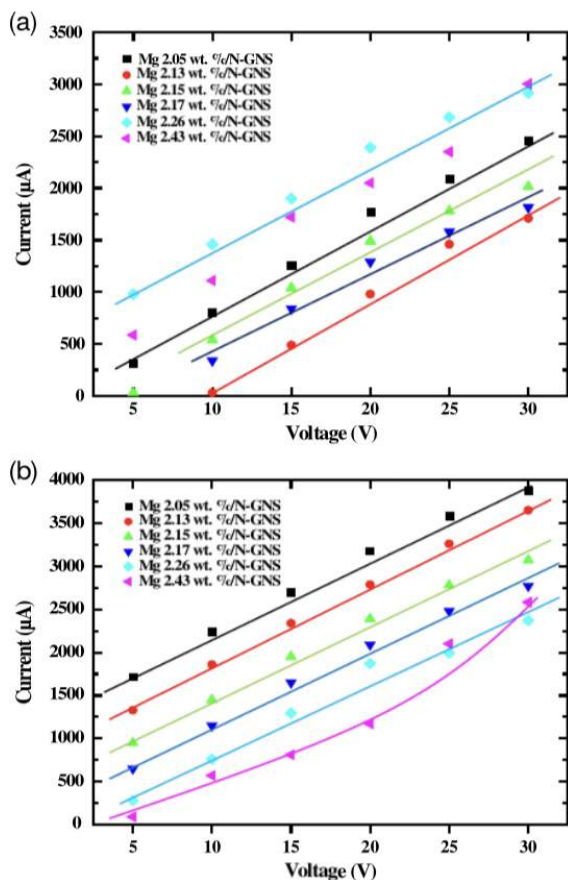 (a)
Mg 2.05 wt. %/N-GNS
Mg 2.13 wt. %/N-GNS
Mg 2.15 wt. %/N-GNS
Mg 2.17 wt. %/N-GNS
Mg 2.26 wt. %/N-GNS
Mg 2.43 wt. %/N-GNS
3500
3000
2500
2000
1500
1000
500
0
Current (µA)
5 10 15 20 25 30
Voltage (V)
(b)
Mg 2.05 wt. %/N-GNS
Mg 2.13 wt. %/N-GNS
Mg 2.15 wt. %/N-GNS
Mg 2.17 wt. %/N-GNS
Mg 2.26 wt. %/N-GNS
Mg 2.43 wt. %/N-GNS
4000
3500
3000
2500
2000
1500
1000
500
0
Current (µA)
5 10 15 20 25 30
Voltage (V)